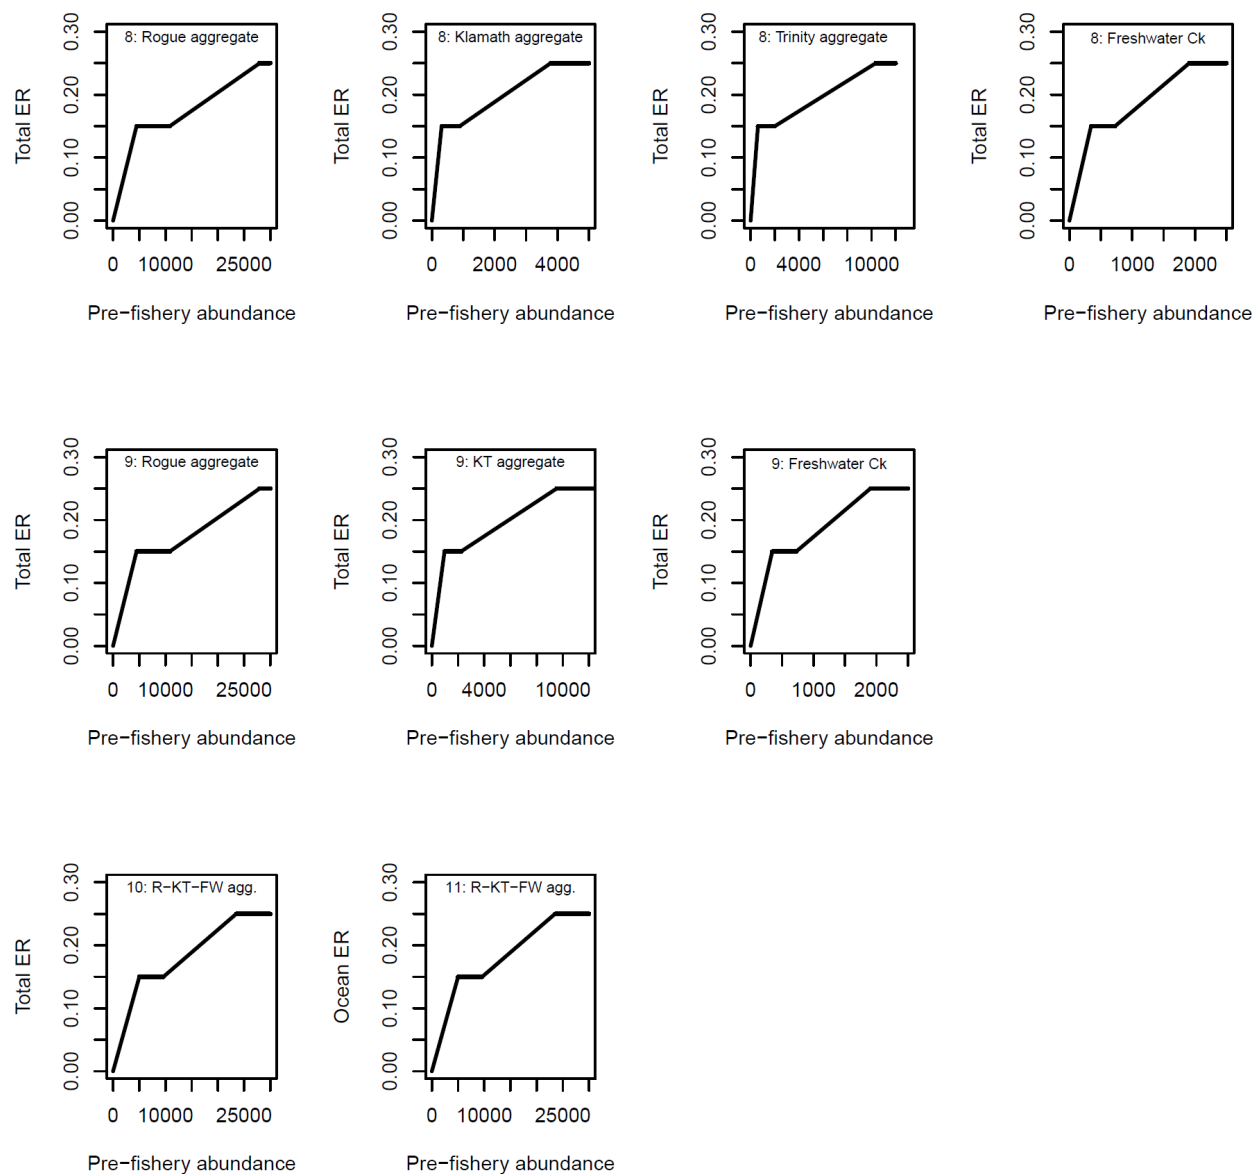 8: Rogue aggregate
Total ER
0.00 0.10 0.20 0.30
0 10000 25000
Pre−fishery abundance
8: Klamath aggregate
Total ER
0.00 0.10 0.20 0.30
0 2000 4000
Pre−fishery abundance
8: Trinity aggregate
Total ER
0.00 0.10 0.20 0.30
0 4000 10000
Pre−fishery abundance
8: Freshwater Ck
Total ER
0.00 0.10 0.20 0.30
0 1000 2000
Pre−fishery abundance
9: Rogue aggregate
Total ER
0.00 0.10 0.20 0.30
0 10000 25000
Pre−fishery abundance
9: KT aggregate
Total ER
0.00 0.10 0.20 0.30
0 4000 10000
Pre−fishery abundance
9: Freshwater Ck
Total ER
0.00 0.10 0.20 0.30
0 1000 2000
Pre−fishery abundance
10: R−KT−FW agg.
Total ER
0.00 0.10 0.20 0.30
0 10000 25000
Pre−fishery abundance
11: R−KT−FW agg.
Ocean ER
0.00 0.10 0.20 0.30
0 10000 25000
Pre−fishery abundance